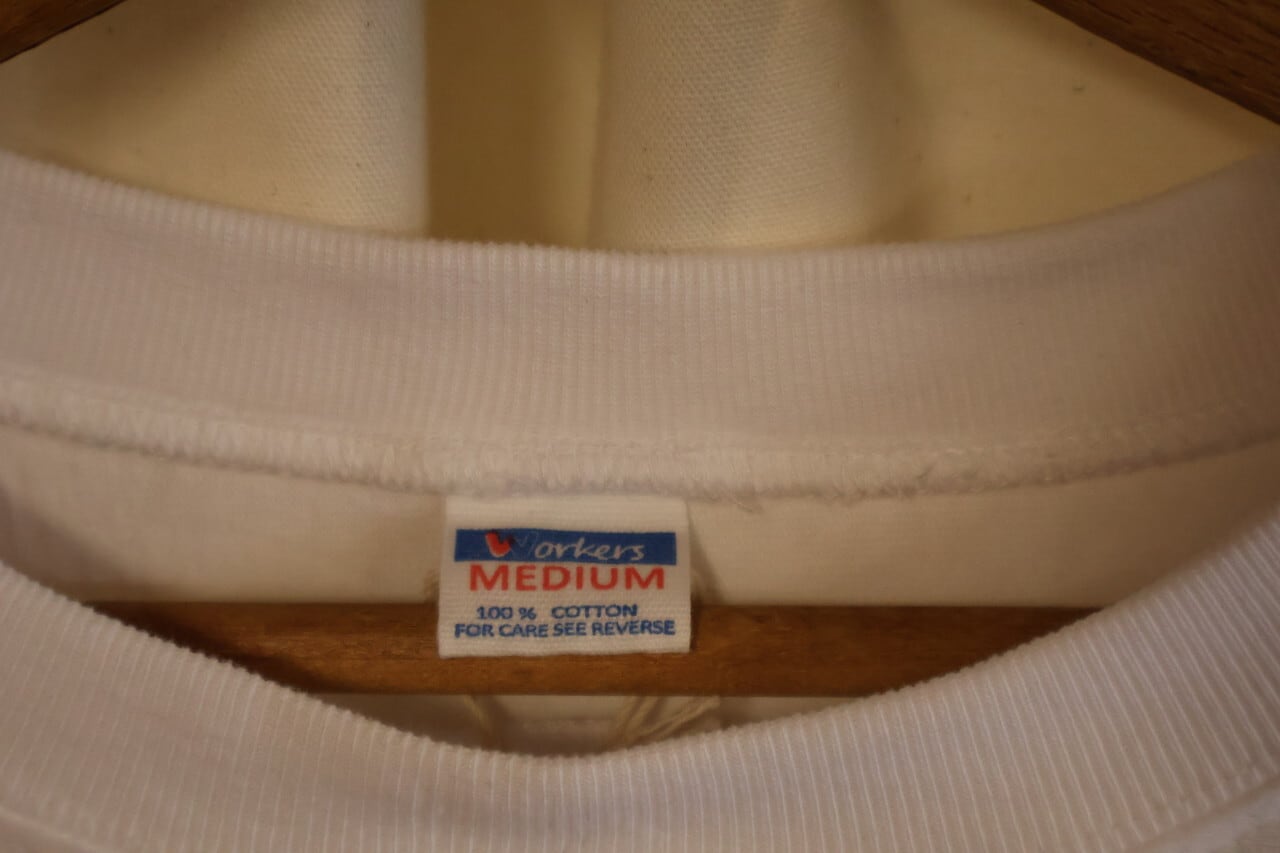 Workers
MEDIUM
100 % COTTON
FOR CARE SEE REVERSE